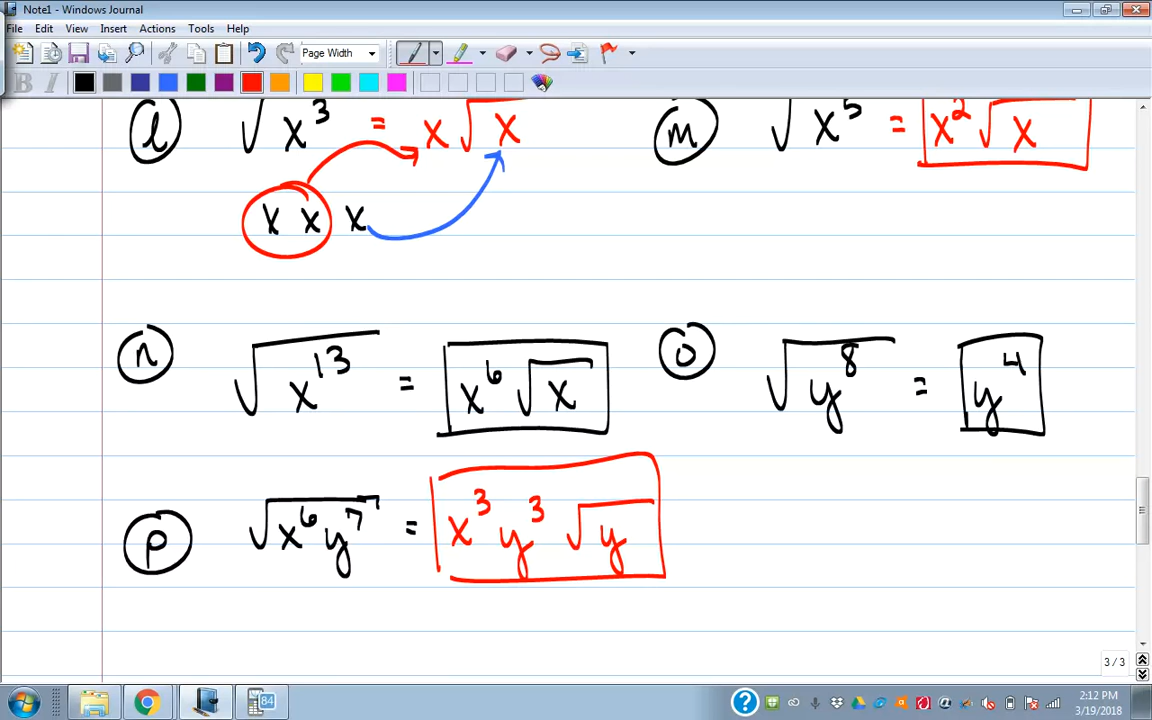 Note1 - Windows Journal
File Edit View Insert Actions Tools Help
Page Width
B I
l √x³ = x√x m √x⁵ = x²√x
x x x
n √x¹³ = x⁶√x o √y⁸ = y⁴
p √x⁶y⁷ = x³y³√y
3 / 3
84
2:12 PM
3/19/2018